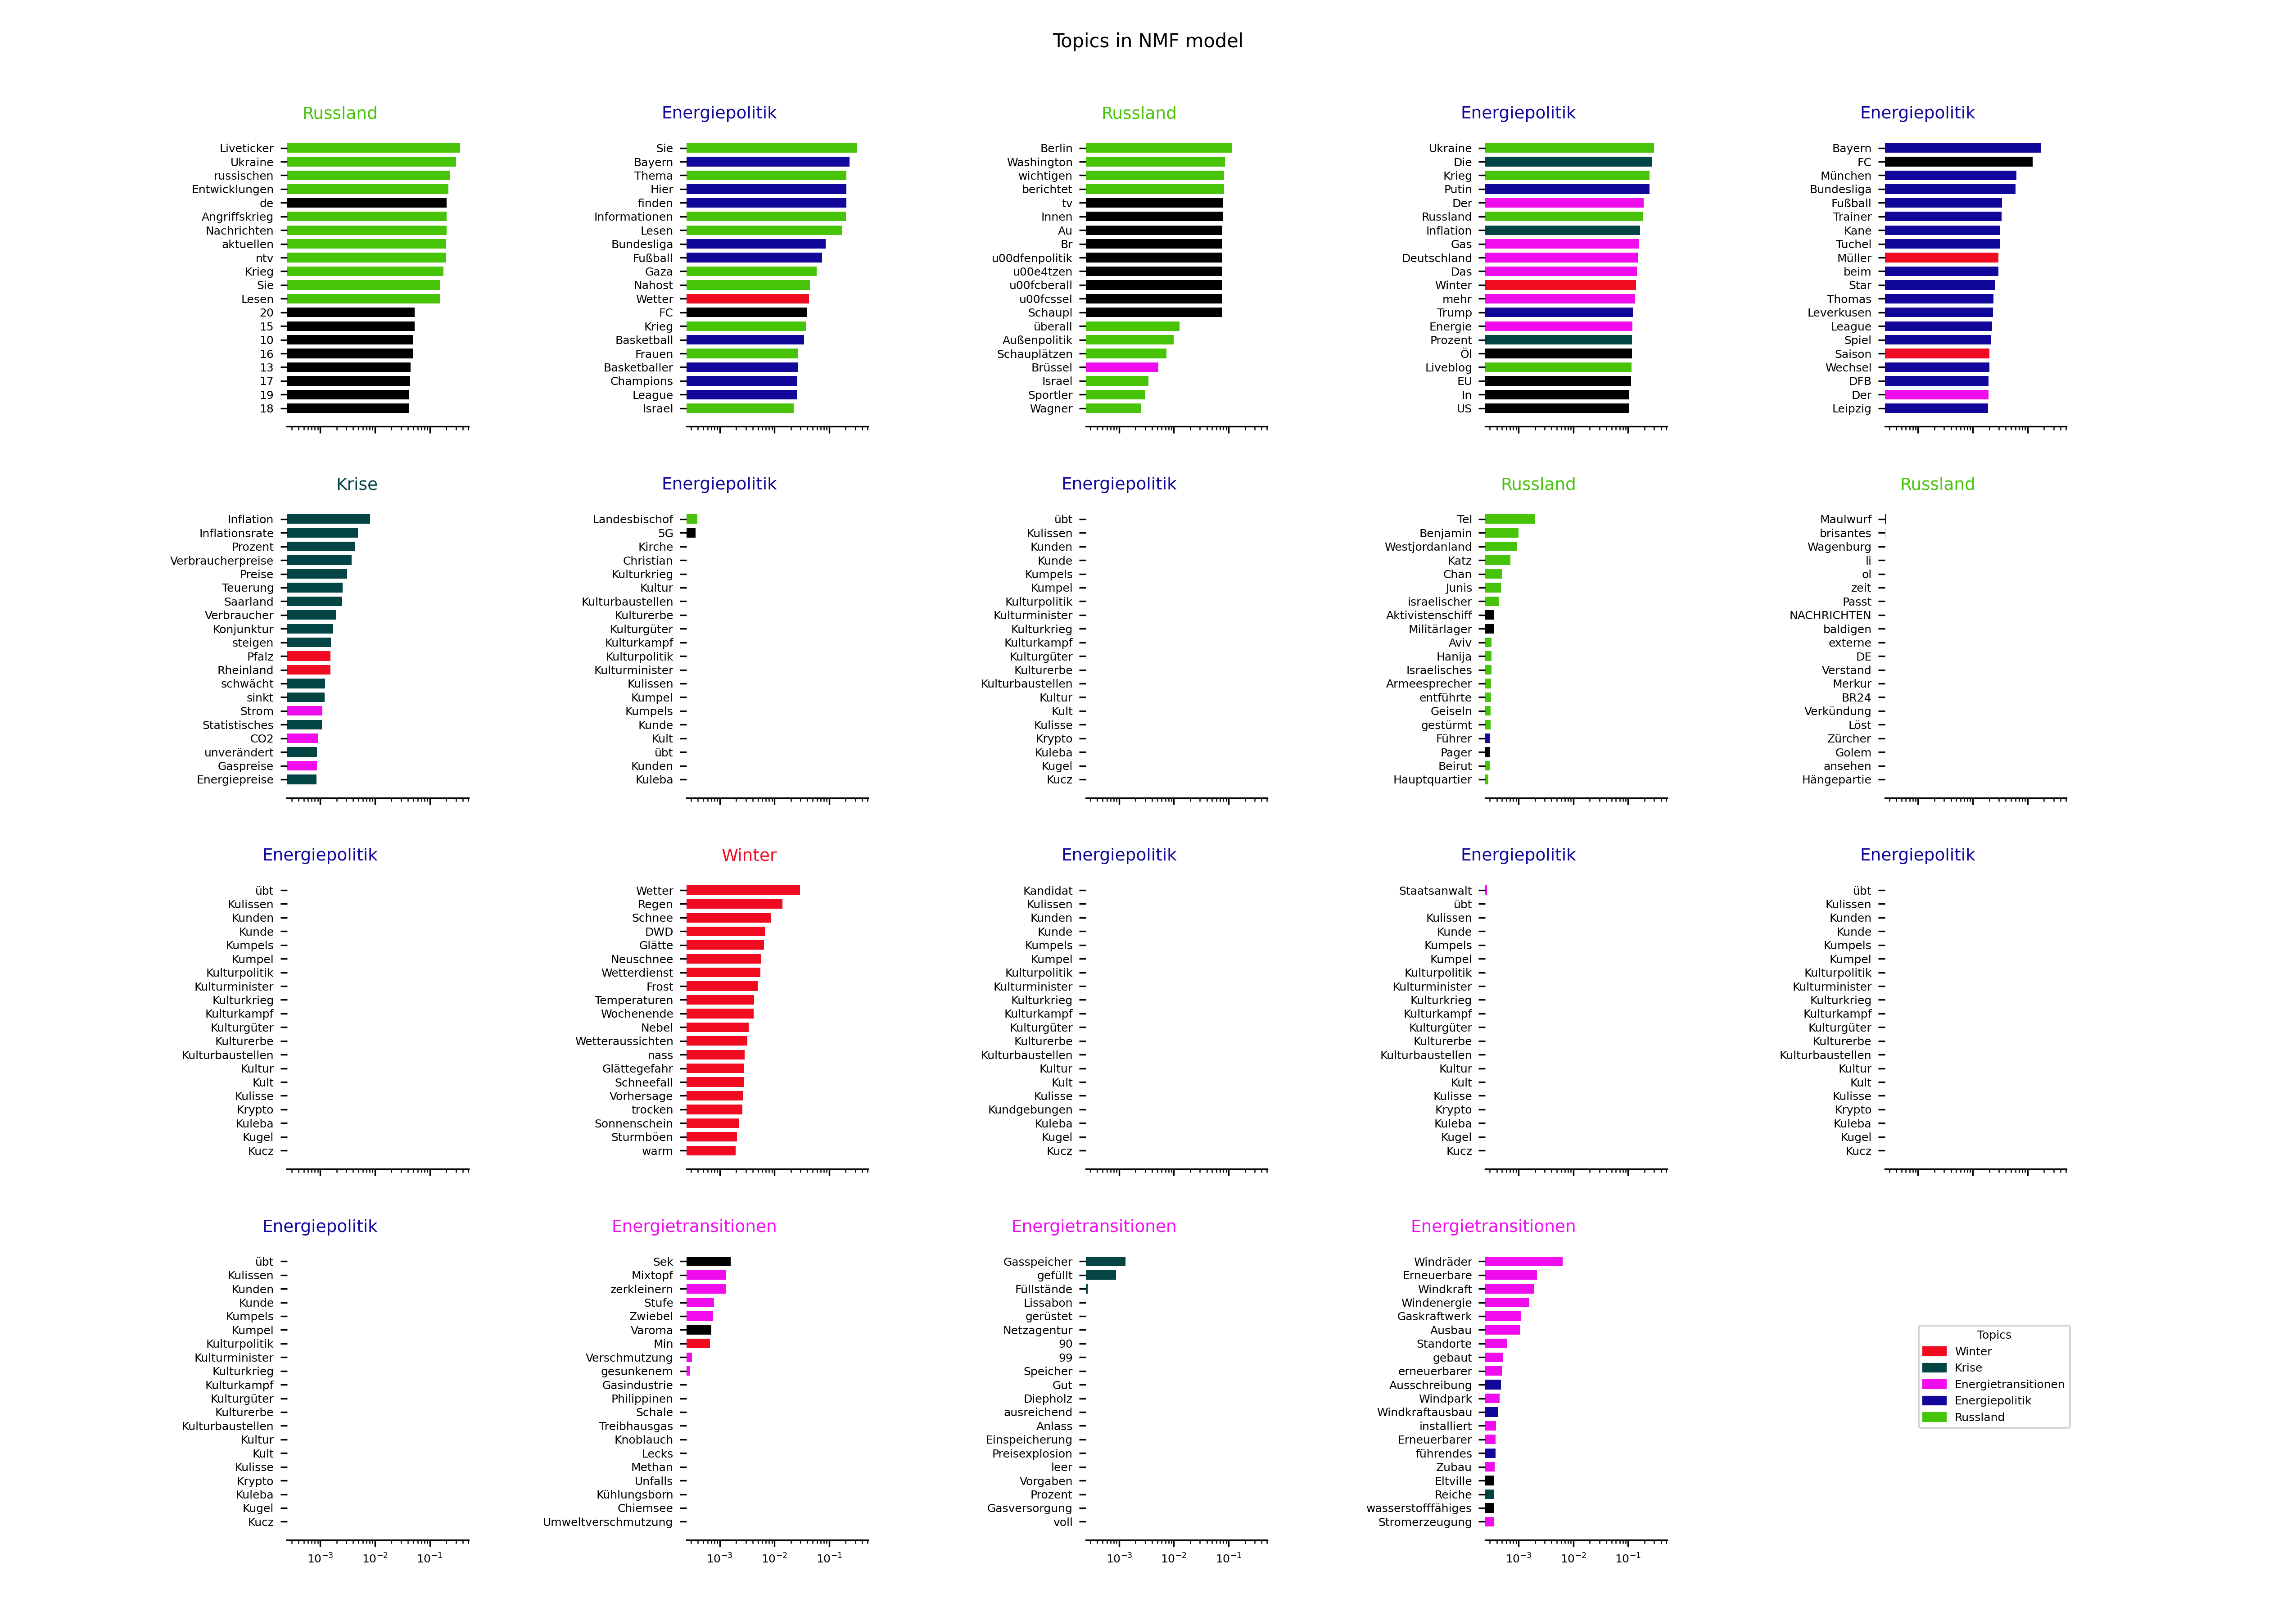 Topics in NMF model
Russland
Liveticker
Ukraine
russischen
Entwicklungen
de
Angriffskrieg
Nachrichten
aktuellen
ntv
Krieg
Sie
Lesen
20
15
10
16
13
17
19
18
Energiepolitik
Sie
Bayern
Thema
Hier
finden
Informationen
Lesen
Bundesliga
Fußball
Gaza
Nahost
Wetter
FC
Krieg
Basketball
Frauen
Basketballer
Champions
League
Israel
Russland
Berlin
Washington
wichtigen
berichtet
tv
Innen
Au
Br
u00dfenpolitik
u00e4tzen
u00fcberall
u00fcssel
Schaupl
überall
Außenpolitik
Schauplätzen
Brüssel
Israel
Sportler
Wagner
Energiepolitik
Ukraine
Die
Krieg
Putin
Der
Russland
Inflation
Gas
Deutschland
Das
Winter
mehr
Trump
Energie
Prozent
Öl
Liveblog
EU
In
US
Energiepolitik
Bayern
FC
München
Bundesliga
Fußball
Trainer
Kane
Tuchel
Müller
beim
Star
Thomas
Leverkusen
League
Spiel
Saison
Wechsel
DFB
Der
Leipzig
Krise
Inflation
Inflationsrate
Prozent
Verbraucherpreise
Preise
Teuerung
Saarland
Verbraucher
Konjunktur
steigen
Pfalz
Rheinland
schwächt
sinkt
Strom
Statistisches
CO2
unverändert
Gaspreise
Energiepreise
Energiepolitik
Landesbischof
5G
Kirche
Christian
Kulturkrieg
Kultur
Kulturbaustellen
Kulturerbe
Kulturgüter
Kulturkampf
Kulturpolitik
Kulturminister
Kulissen
Kumpel
Kumpels
Kunde
Kult
übt
Kunden
Kuleba
Energiepolitik
übt
Kulissen
Kunden
Kunde
Kumpels
Kumpel
Kulturpolitik
Kulturminister
Kulturkrieg
Kulturkampf
Kulturgüter
Kulturerbe
Kulturbaustellen
Kultur
Kult
Kulisse
Krypto
Kuleba
Kugel
Kucz
Russland
Tel
Benjamin
Westjordanland
Katz
Chan
Junis
israelischer
Aktivistenschiff
Militärlager
Aviv
Hanija
Israelisches
Armeesprecher
entführte
Geiseln
gestürmt
Führer
Pager
Beirut
Hauptquartier
Russland
Maulwurf
brisantes
Wagenburg
li
ol
zeit
Passt
NACHRICHTEN
baldigen
externe
DE
Verstand
Merkur
BR24
Verkündung
Löst
Zürcher
Golem
ansehen
Hängepartie
Energiepolitik
übt
Kulissen
Kunden
Kunde
Kumpels
Kumpel
Kulturpolitik
Kulturminister
Kulturkrieg
Kulturkampf
Kulturgüter
Kulturerbe
Kulturbaustellen
Kultur
Kult
Kulisse
Krypto
Kuleba
Kugel
Kucz
Winter
Wetter
Regen
Schnee
DWD
Glätte
Neuschnee
Wetterdienst
Frost
Temperaturen
Wochenende
Nebel
Wetteraussichten
nass
Glättegefahr
Schneefall
Vorhersage
trocken
Sonnenschein
Sturmböen
warm
Energiepolitik
Kandidat
Kulissen
Kunden
Kunde
Kumpels
Kumpel
Kulturpolitik
Kulturminister
Kulturkrieg
Kulturkampf
Kulturgüter
Kulturerbe
Kulturbaustellen
Kultur
Kult
Kulisse
Kundgebungen
Kuleba
Kugel
Kucz
Energiepolitik
Staatsanwalt
übt
Kulissen
Kunde
Kumpels
Kumpel
Kulturpolitik
Kulturminister
Kulturkrieg
Kulturkampf
Kulturgüter
Kulturerbe
Kulturbaustellen
Kultur
Kult
Kulisse
Krypto
Kuleba
Kugel
Kucz
Energiepolitik
übt
Kulissen
Kunden
Kunde
Kumpels
Kumpel
Kulturpolitik
Kulturminister
Kulturkrieg
Kulturkampf
Kulturgüter
Kulturerbe
Kulturbaustellen
Kultur
Kult
Kulisse
Krypto
Kuleba
Kugel
Kucz
Energiepolitik
übt
Kulissen
Kunden
Kunde
Kumpels
Kumpel
Kulturpolitik
Kulturminister
Kulturkrieg
Kulturkampf
Kulturgüter
Kulturerbe
Kulturbaustellen
Kultur
Kult
Kulisse
Krypto
Kuleba
Kugel
Kucz
10⁻³ 10⁻² 10⁻¹
Energietransitionen
Sek
Mixtopf
zerkleinern
Stufe
Zwiebel
Varoma
Min
Verschmutzung
gesunkenem
Gasindustrie
Philippinen
Schale
Treibhausgas
Knoblauch
Lecks
Methan
Unfalls
Kühlungsborn
Chiemsee
Umweltverschmutzung
10⁻³ 10⁻² 10⁻¹
Energietransitionen
Gasspeicher
gefüllt
Füllstände
Lissabon
gerüstet
Netzagentur
90
99
Speicher
Gut
Diepholz
ausreichend
Anlass
Einspeicherung
Preisexplosion
leer
Vorgaben
Prozent
Gasversorgung
voll
10⁻³ 10⁻² 10⁻¹
Energietransitionen
Windräder
Erneuerbare
Windkraft
Windenergie
Gaskraftwerk
Ausbau
Standorte
gebaut
erneuerbarer
Ausschreibung
Windpark
Windkraftausbau
installiert
Erneuerbarer
führendes
Zubau
Eltville
Reiche
wasserstofffähiges
Stromerzeugung
10⁻³ 10⁻² 10⁻¹
Topics
Winter
Krise
Energietransitionen
Energiepolitik
Russland